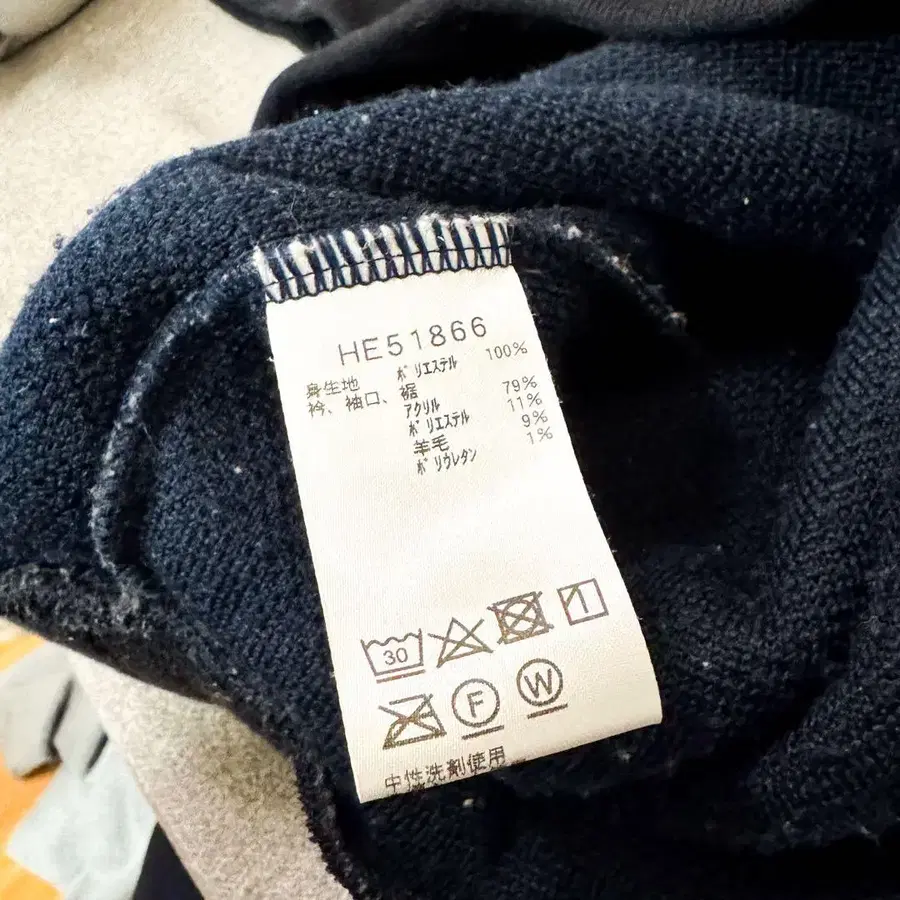 HE51866
身生地 ポリエステル 100%
衿、袖口、裾
アクリル 79%
ポリエステル 11%
羊毛 9%
ポリウレタン 1%
30
F W
中性洗剤使用